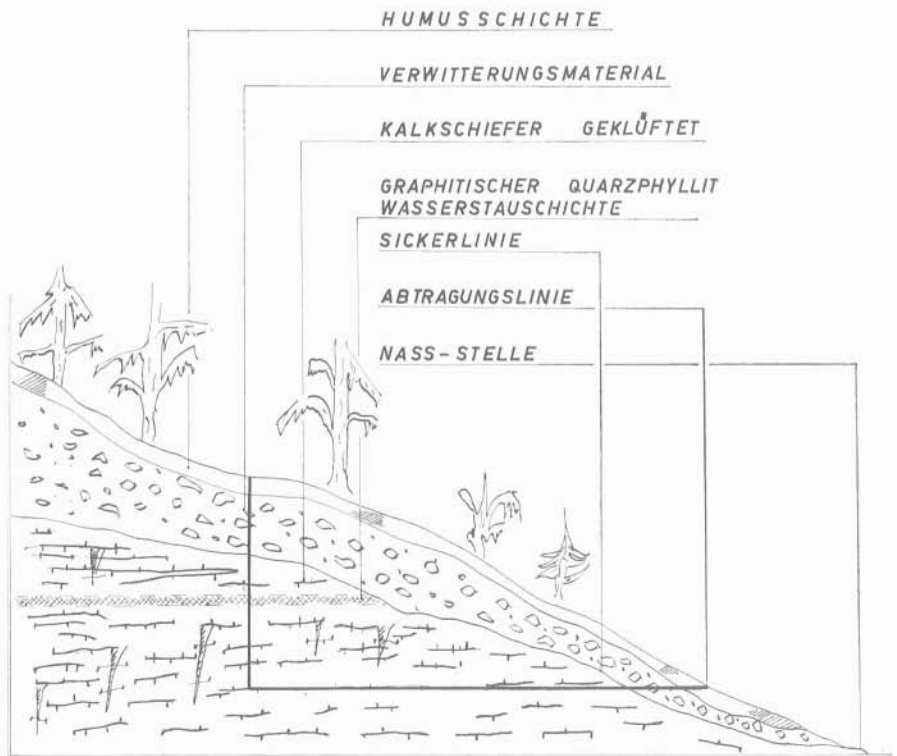 HUMUSSCHICHTE
VERWITTERUNGSMATERIAL
KALKSCHIEFER GEKLÜFTET
GRAPHITISCHER QUARZPHYLLIT
WASSERSTAUSCHICHTE
SICKERLINIE
ABTRAGUNGSLINIE
NASS-STELLE